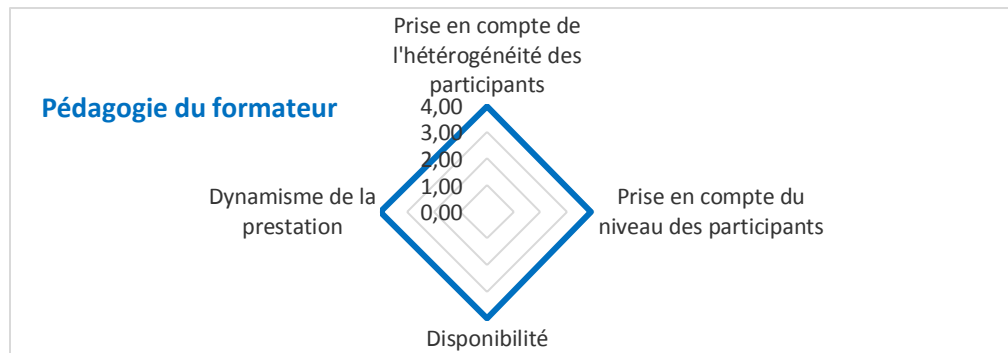 Prise en compte de
l'hétérogénéité des
participants
Pédagogie du formateur
4,00
3,00
2,00
1,00
0,00
Dynamisme de la
prestation
Prise en compte du
niveau des participants
Disponibilité